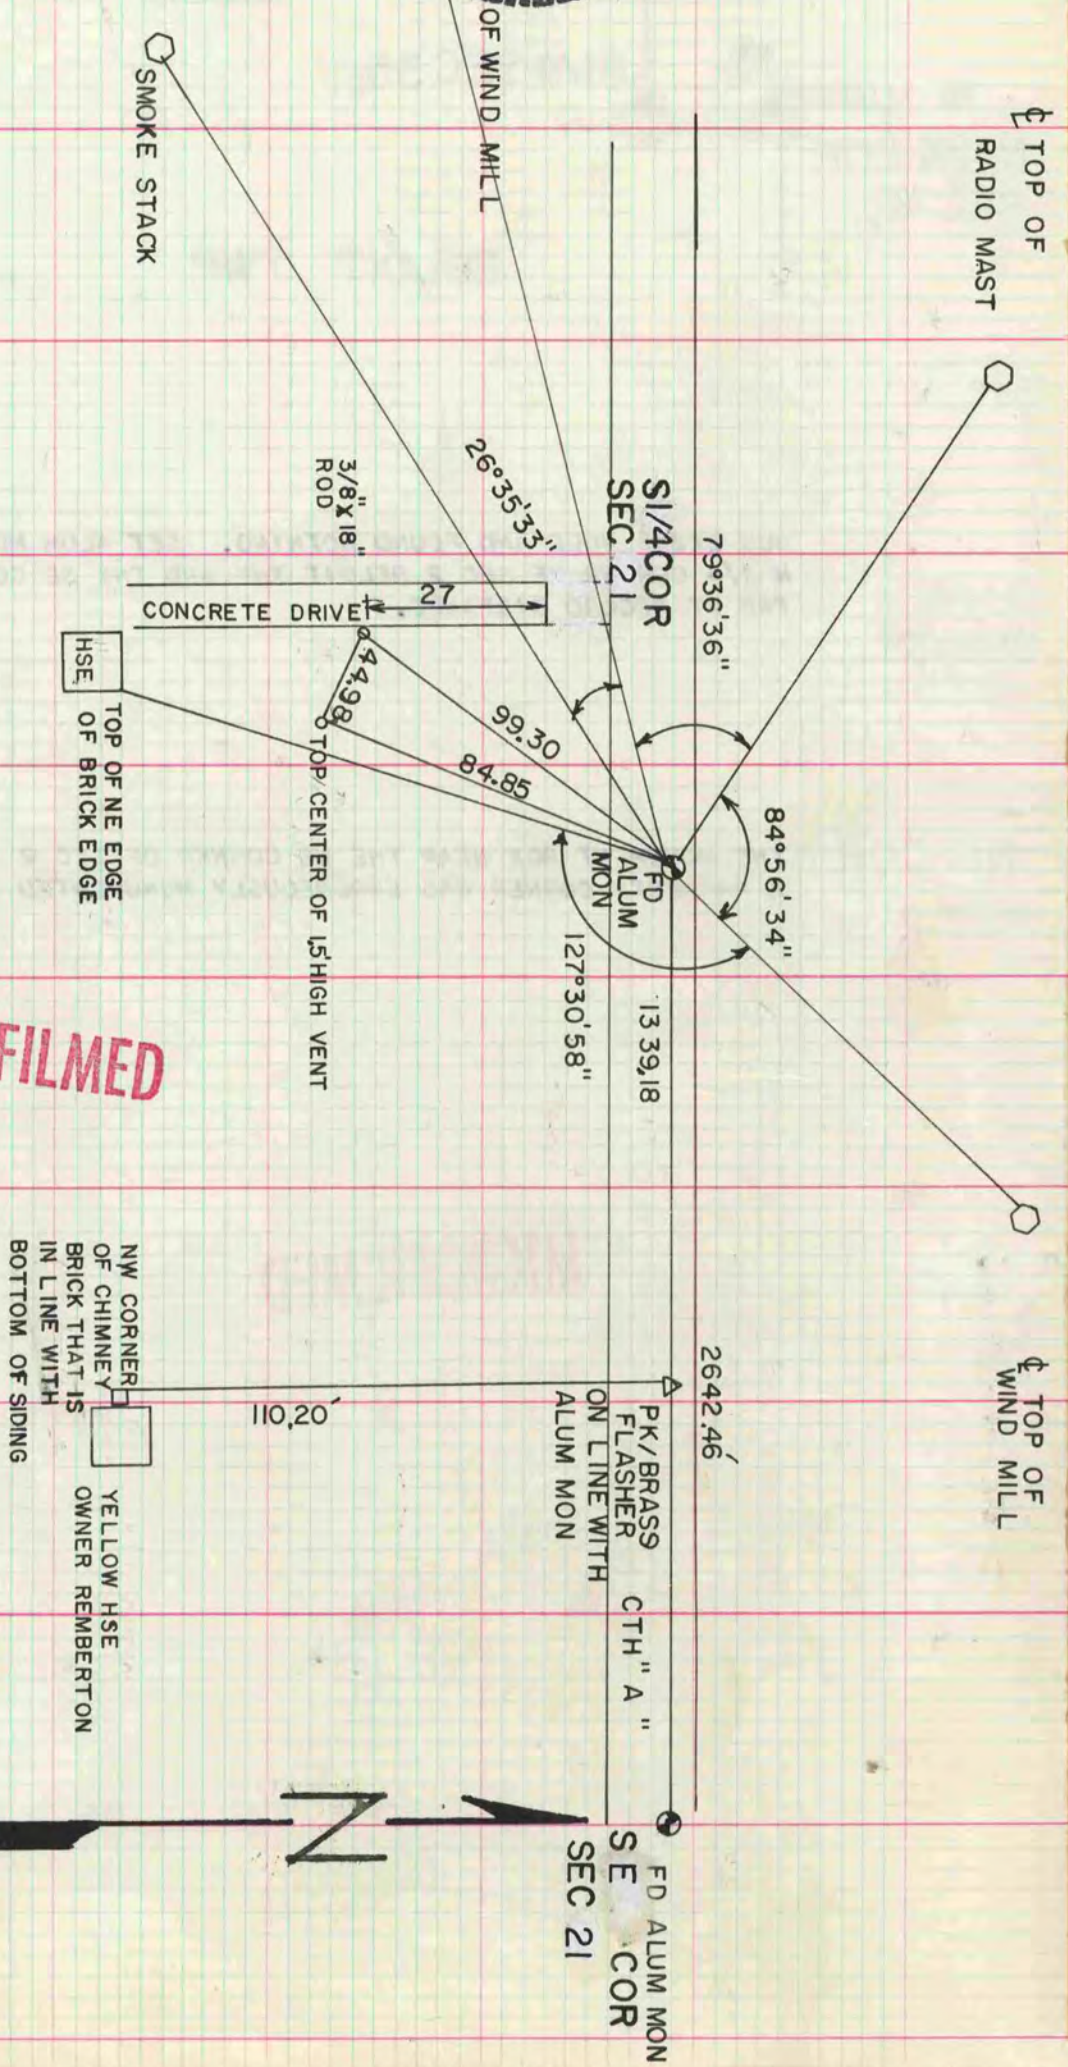 ℄ TOP OF
RADIO MAST
℄ TOP OF
WIND MILL
OF WIND MILL
SMOKE STACK
79°36'36"
84°56'34"
2642.46'
S1/4COR
SEC 21
26°35'33"
FD
ALUM
MON
1339.18
127°30'58"
PK/BRASS
FLASHER
ON LINE WITH
ALUM MON
CTH "A"
FD ALUM MON
SE COR
SEC 21
3/8" X 18"
ROD
27
CONCRETE DRIVE
44.98
99.30
84.85
TOP/CENTER OF 1.5' HIGH VENT
HSE
TOP OF NE EDGE
OF BRICK EDGE
110.20'
NW CORNER
OF CHIMNEY
BRICK THAT IS
IN LINE WITH
BOTTOM OF SIDING
YELLOW HSE
OWNER REMBERTON
N
FILMED